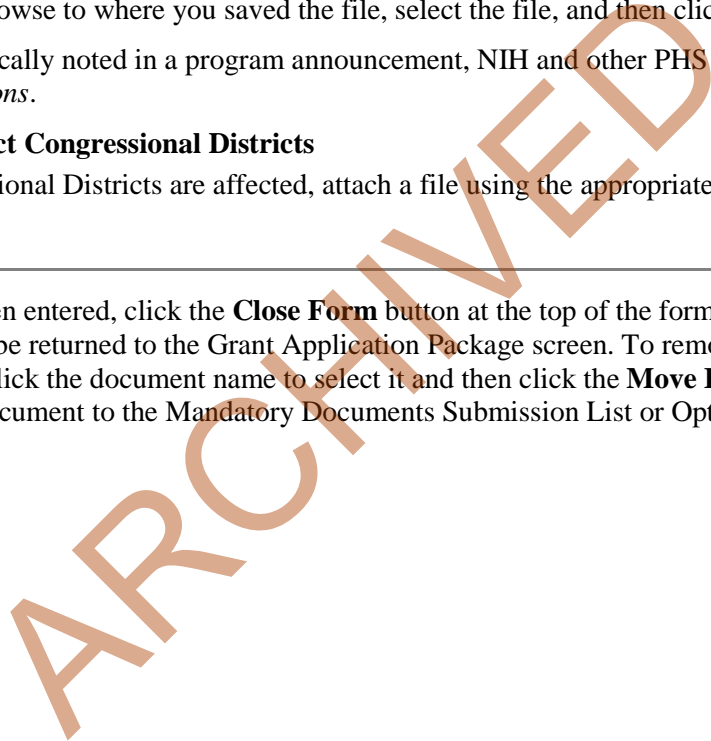 owse to where you saved the file, select the file, and then clic
cally noted in a program announcement, NIH and other PHS
ons.
ct Congressional Districts
ional Districts are affected, attach a file using the appropriate
en entered, click the Close Form button at the top of the form
be returned to the Grant Application Package screen. To remo
lick the document name to select it and then click the Move
ocument to the Mandatory Documents Submission List or Opt
ARCHIVED